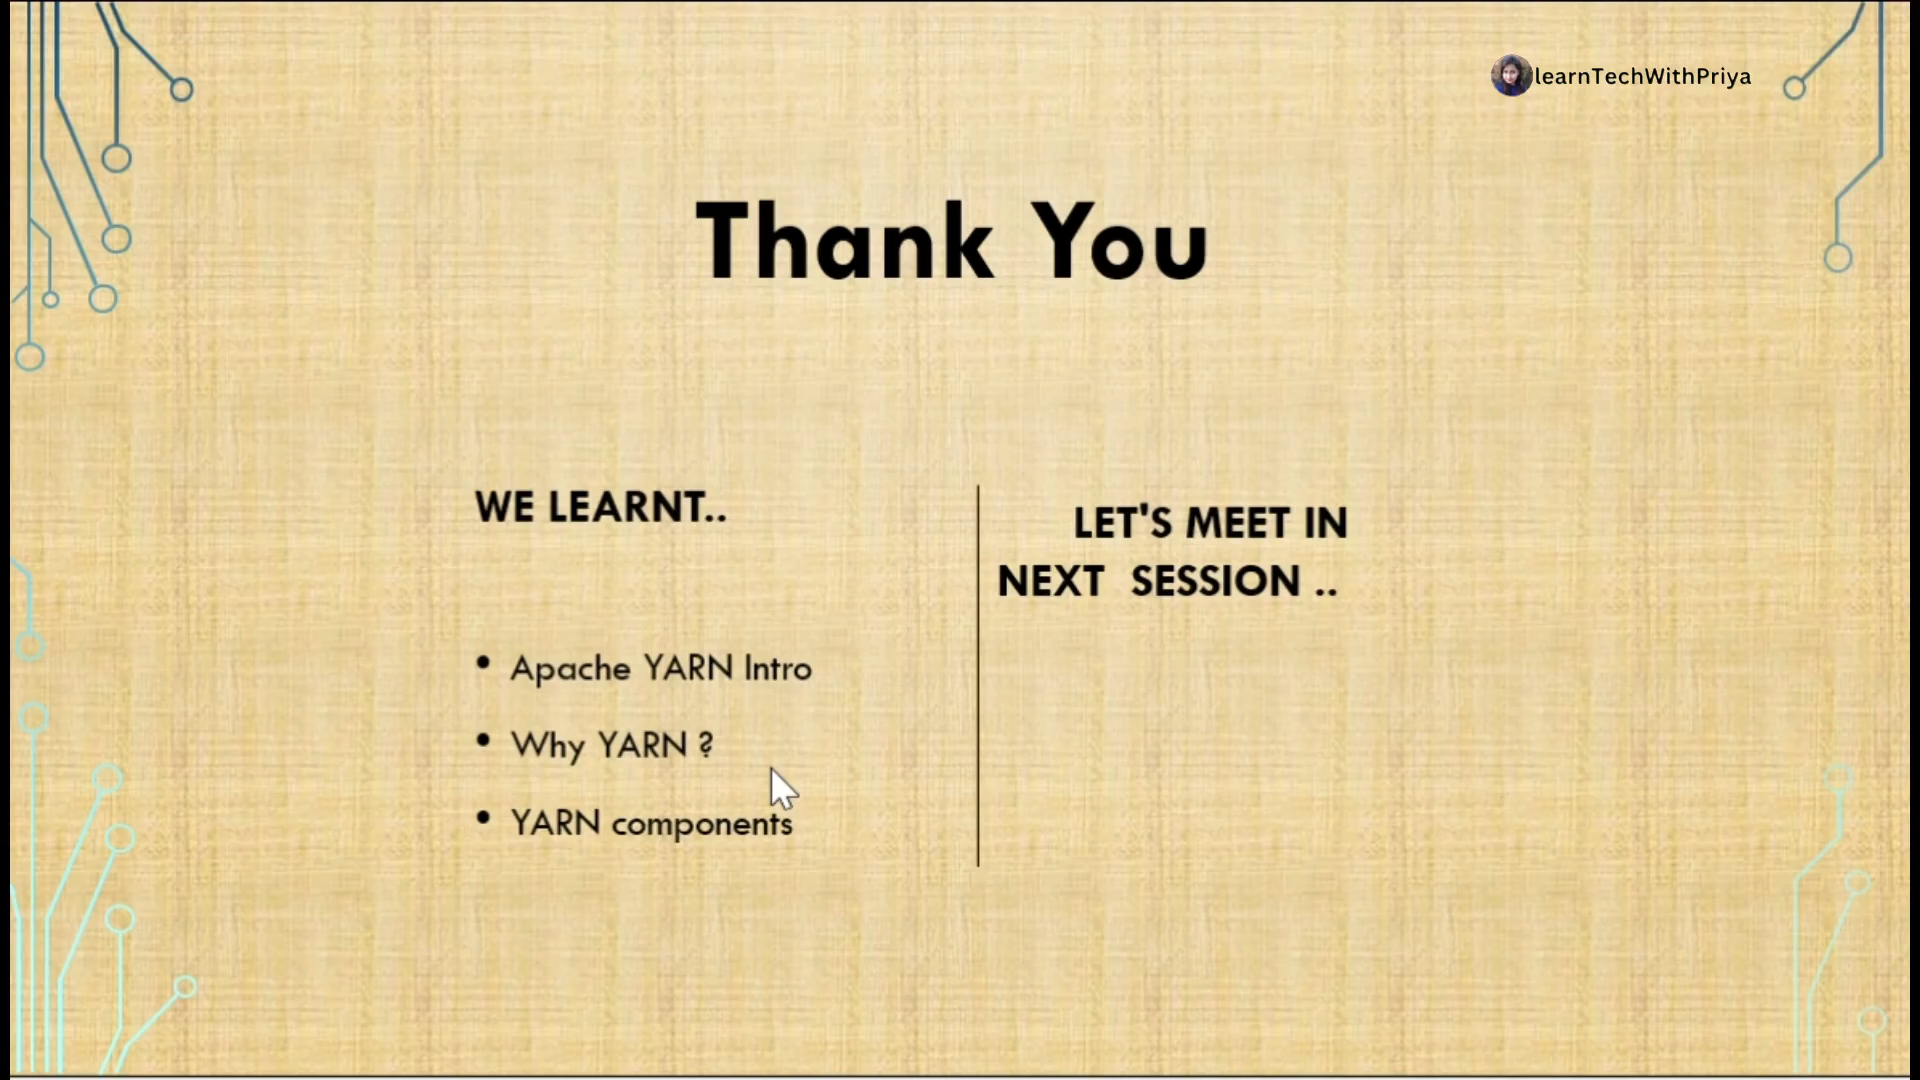 learnTechWithPriya
Thank You
WE LEARNT..
• Apache YARN Intro
• Why YARN ?
• YARN components
LET'S MEET IN
NEXT SESSION ..